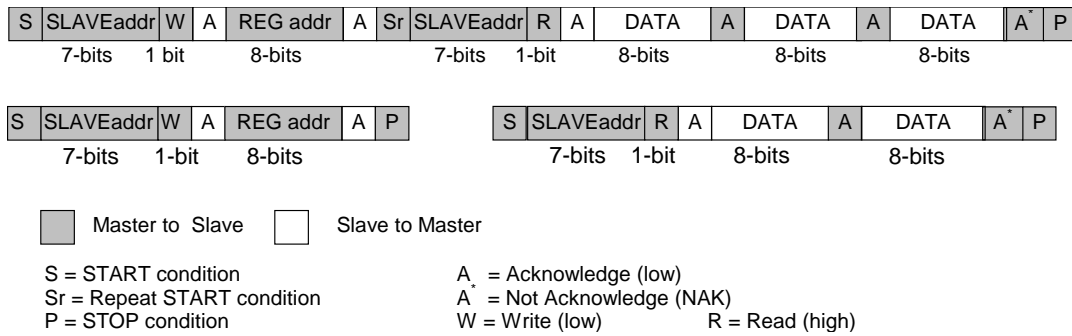 S SLAVEaddr W A REG addr A Sr SLAVEaddr R A DATA A DATA A DATA A* P
7-bits 1 bit 8-bits 7-bits 1-bit 8-bits 8-bits 8-bits
S SLAVEaddr W A REG addr A P S SLAVEaddr R A DATA A DATA A* P
7-bits 1-bit 8-bits 7-bits 1-bit 8-bits 8-bits
Master to Slave Slave to Master
S = START condition A = Acknowledge (low)
Sr = Repeat START condition A* = Not Acknowledge (NAK)
P = STOP condition W = Write (low) R = Read (high)